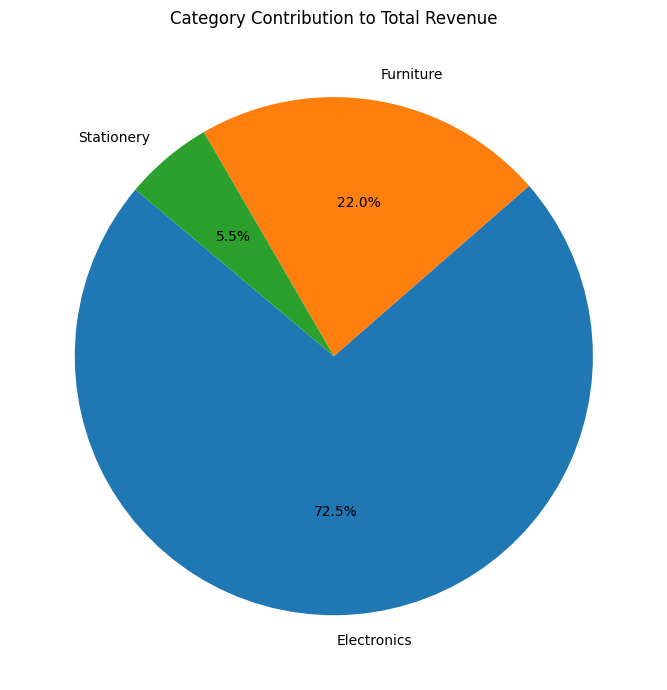 Category Contribution to Total Revenue
Furniture
Stationery
22.0%
5.5%
72.5%
Electronics